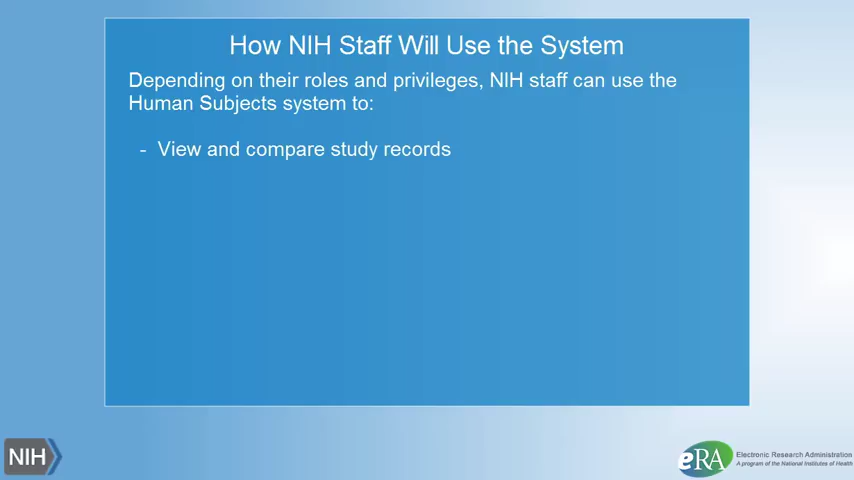 How NIH Staff Will Use the System
Depending on their roles and privileges, NIH staff can use the
Human Subjects system to:
- View and compare study records
NIH
eRA
Electronic Research Administration
A program of the National Institutes of Health